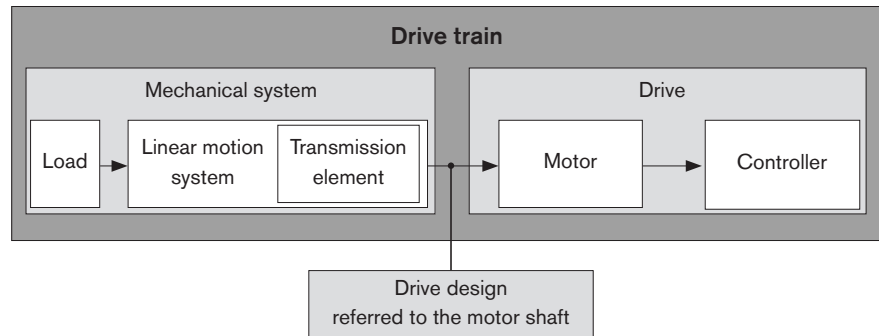 Drive train
Mechanical system
Load
Linear motion
system
Transmission
element
Drive
Motor
Controller
Drive design
referred to the motor shaft